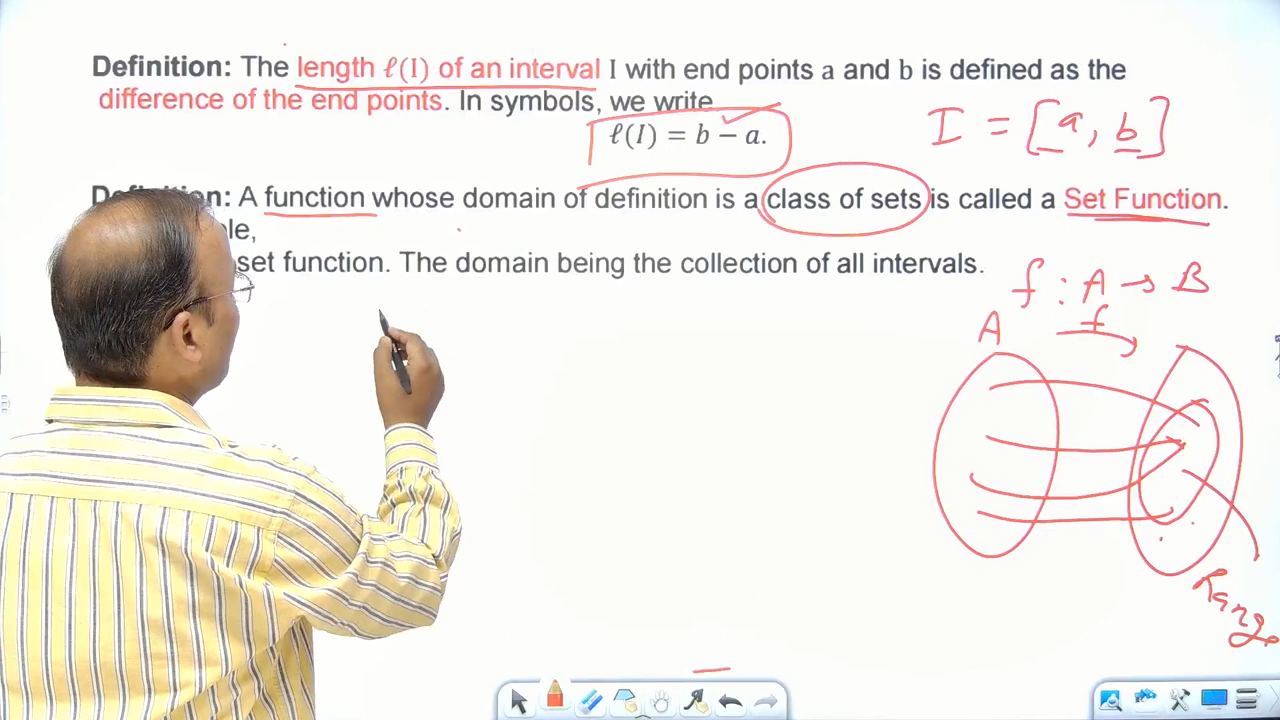 Definition: The length ℓ(I) of an interval I with end points a and b is defined as the
difference of the end points. In symbols, we write
ℓ(I) = b − a.
I = [a, b]
A function whose domain of definition is a class of sets is called a Set Function.
set function. The domain being the collection of all intervals.
f : A → B
f
A
Range